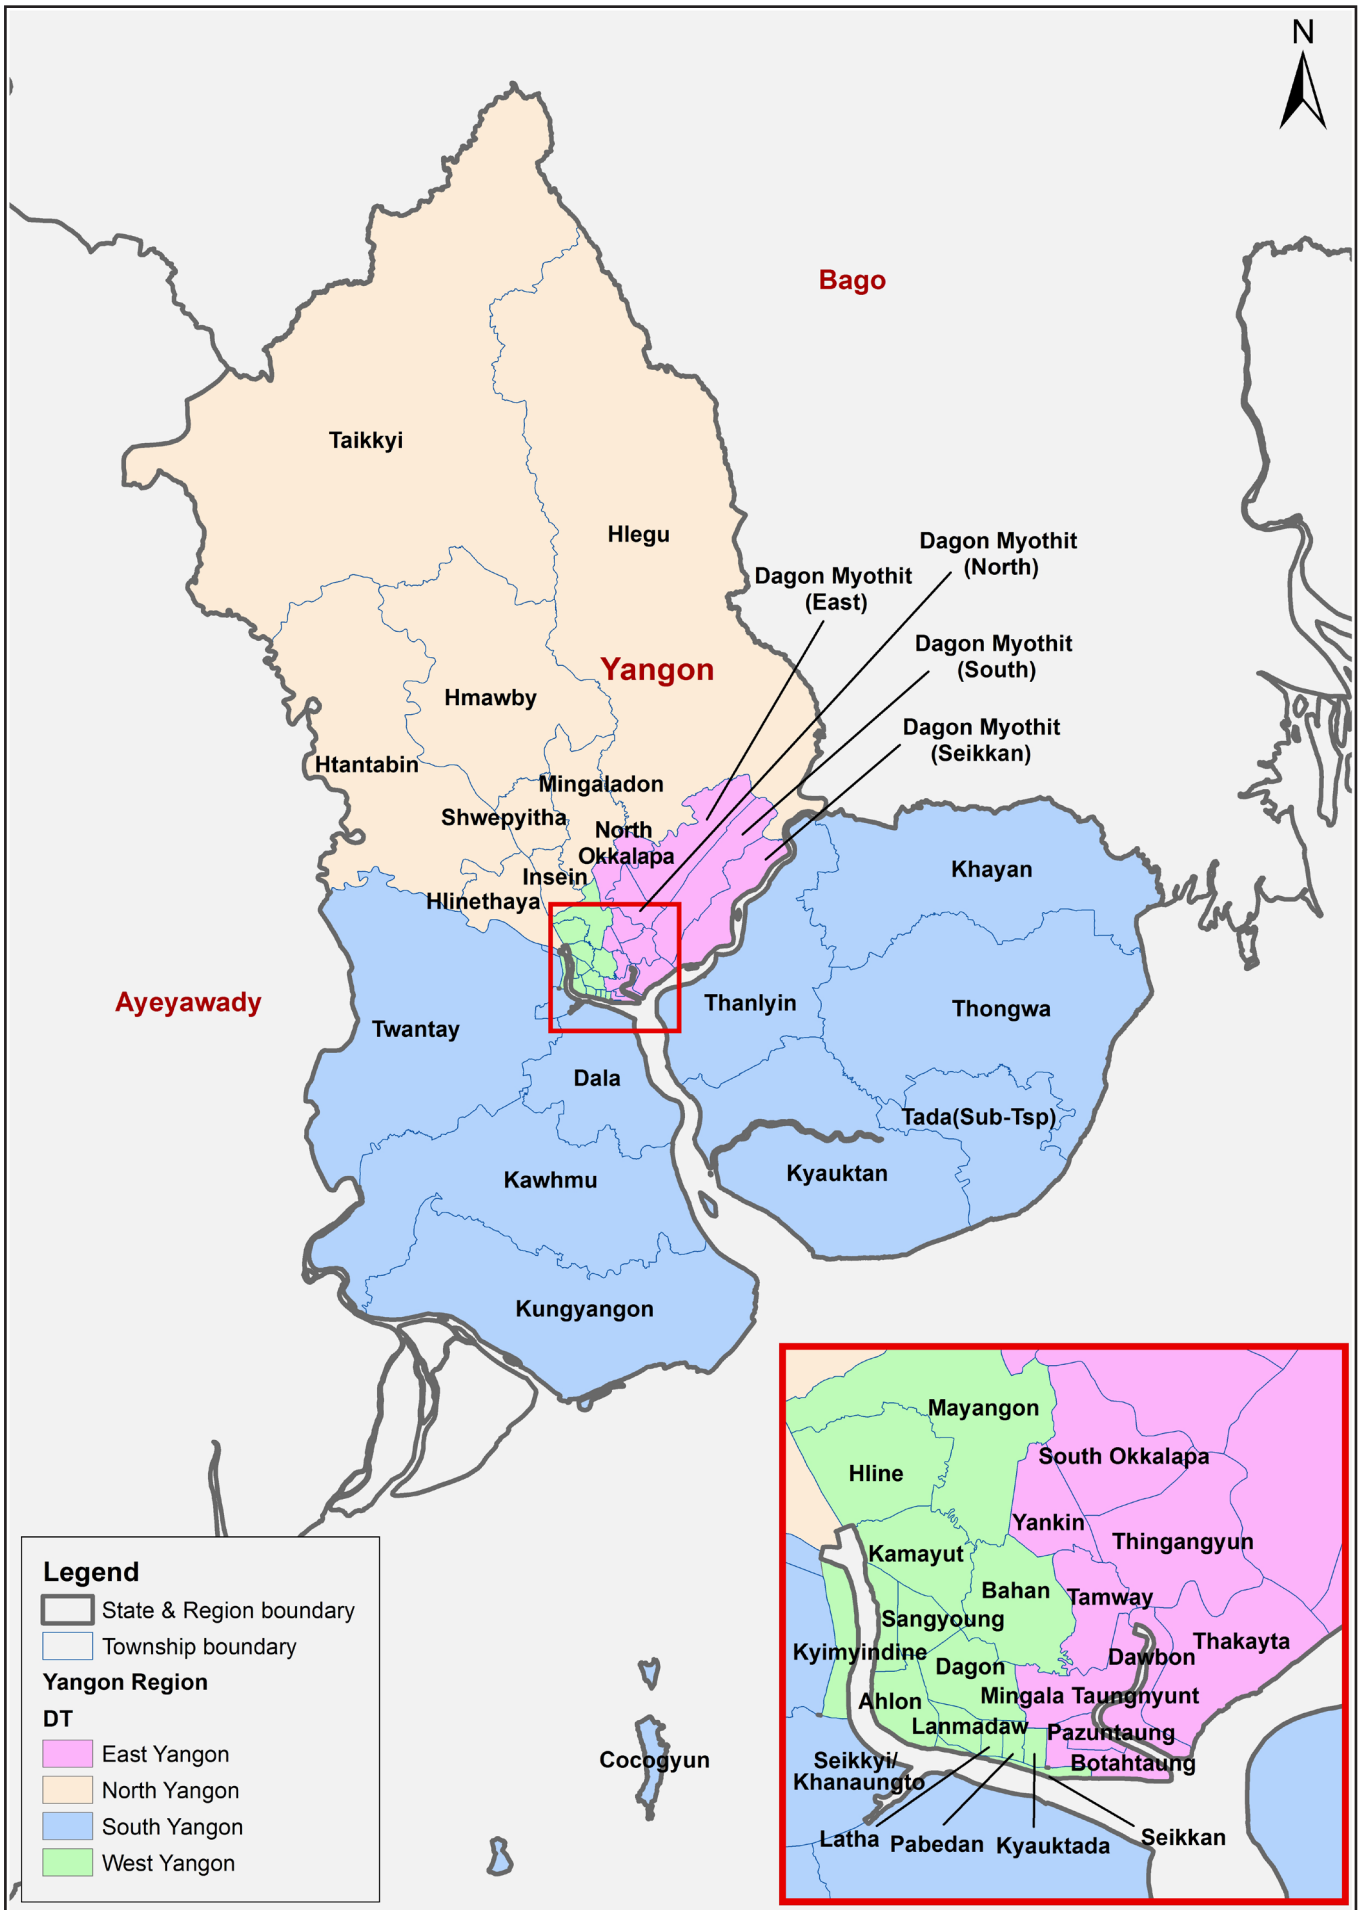 N
Bago
Taikkyi
Hlegu
Dagon Myothit
(North)
Dagon Myothit
(East)
Dagon Myothit
(South)
Yangon
Hmawby
Dagon Myothit
(Seikkan)
Htantabin
Mingaladon
Shwepyitha
North
Okkalapa
Insein
Khayan
Hlinethaya
Ayeyawady
Thanlyin
Thongwa
Twantay
Dala
Tada(Sub-Tsp)
Kyauktan
Kawhmu
Kungyangon
Mayangon
South Okkalapa
Hline
Yankin
Thingangyun
Kamayut
Bahan
Tamway
Sangyoung
Thakayta
Kyimyindine
Dawbon
Dagon
Mingala Taungnyunt
Ahlon
Lanmadaw
Pazuntaung
Seikkyi/
Khanaungto
Botahtaung
Latha
Pabedan
Kyauktada
Seikkan
Cocogyun
Legend
State & Region boundary
Township boundary
Yangon Region
DT
East Yangon
North Yangon
South Yangon
West Yangon